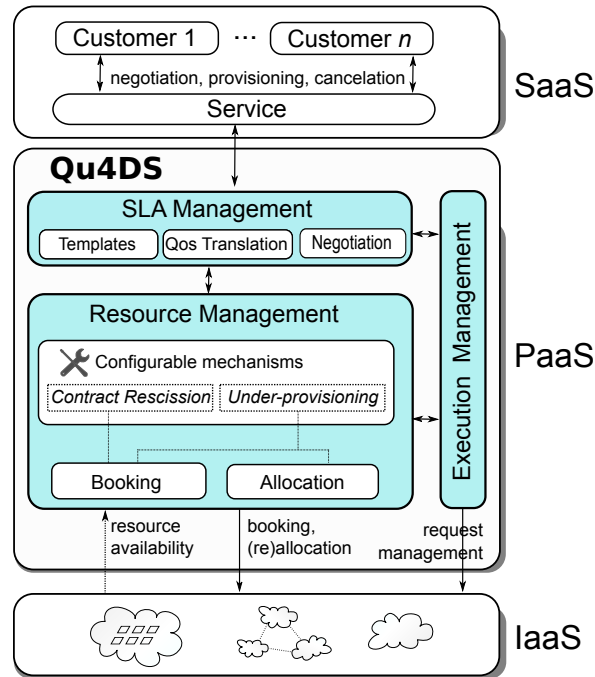 Customer 1 ... Customer n
negotiation, provisioning, cancelation
Service
SaaS
Qu4DS
SLA Management
Templates
Qos Translation
Negotiation
Resource Management
Configurable mechanisms
Contract Rescission
Under-provisioning
Booking
Allocation
Execution Management
PaaS
resource
availability
booking,
(re)allocation
request
management
IaaS